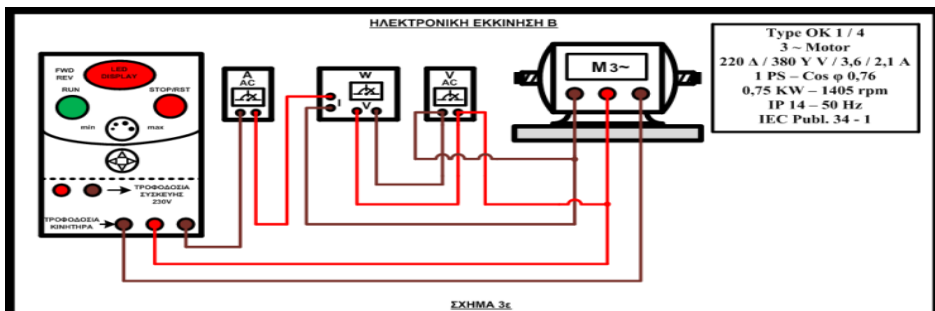 ΗΛΕΚΤΡΟΝΙΚΗ ΕΚΚΙΝΗΣΗ Β
Type OK 1 / 4
3 ~ Motor
220 Δ / 380 Y V / 3,6 / 2,1 A
1 PS – Cos φ 0,76
0,75 KW – 1405 rpm
IP 14 – 50 Hz
IEC Publ. 34 - 1
FWD
REV
LED
DISPLAY
RUN
STOP/RST
min
max
ΤΡΟΦΟΔΟΣΙΑ
ΣΥΣΚΕΥΗΣ
230V
ΤΡΟΦΟΔΟΣΙΑ
ΚΙΝΗΤΗΡΑ
A
AC
W
I
V
V
AC
M 3~
ΣΧΗΜΑ 3ε